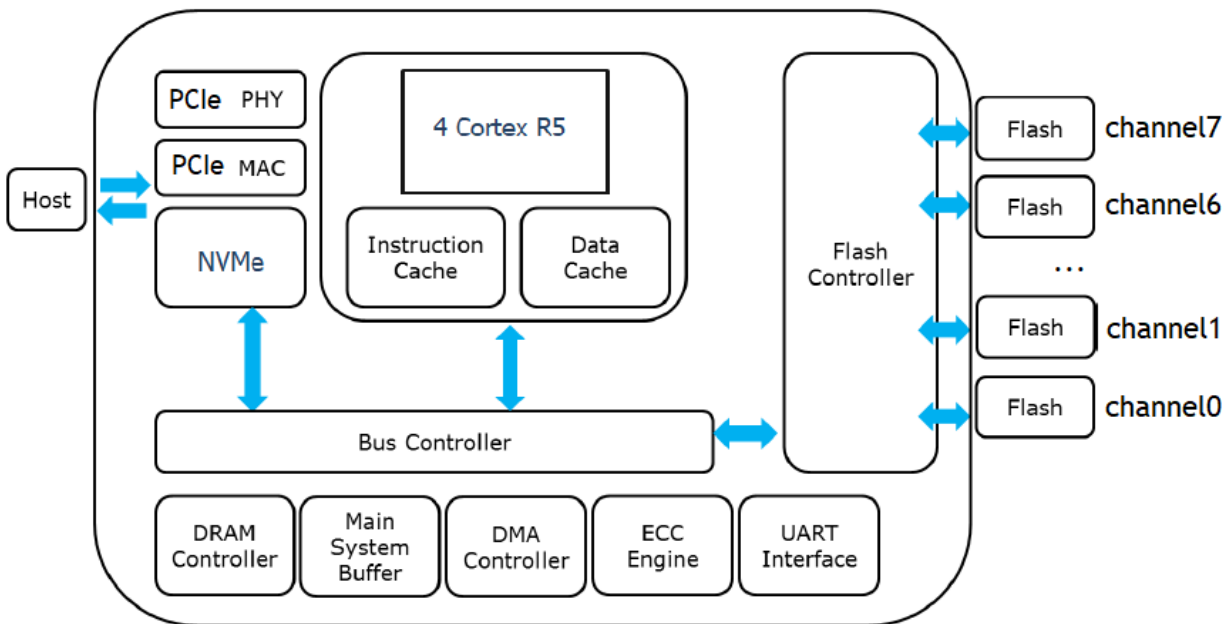 PCIe PHY
PCIe MAC
NVMe
Host
4 Cortex R5
Instruction
Cache
Data
Cache
Flash
Controller
Flash channel7
Flash channel6
...
Flash channel1
Flash channel0
Bus Controller
DRAM
Controller
Main
System
Buffer
DMA
Controller
ECC
Engine
UART
Interface